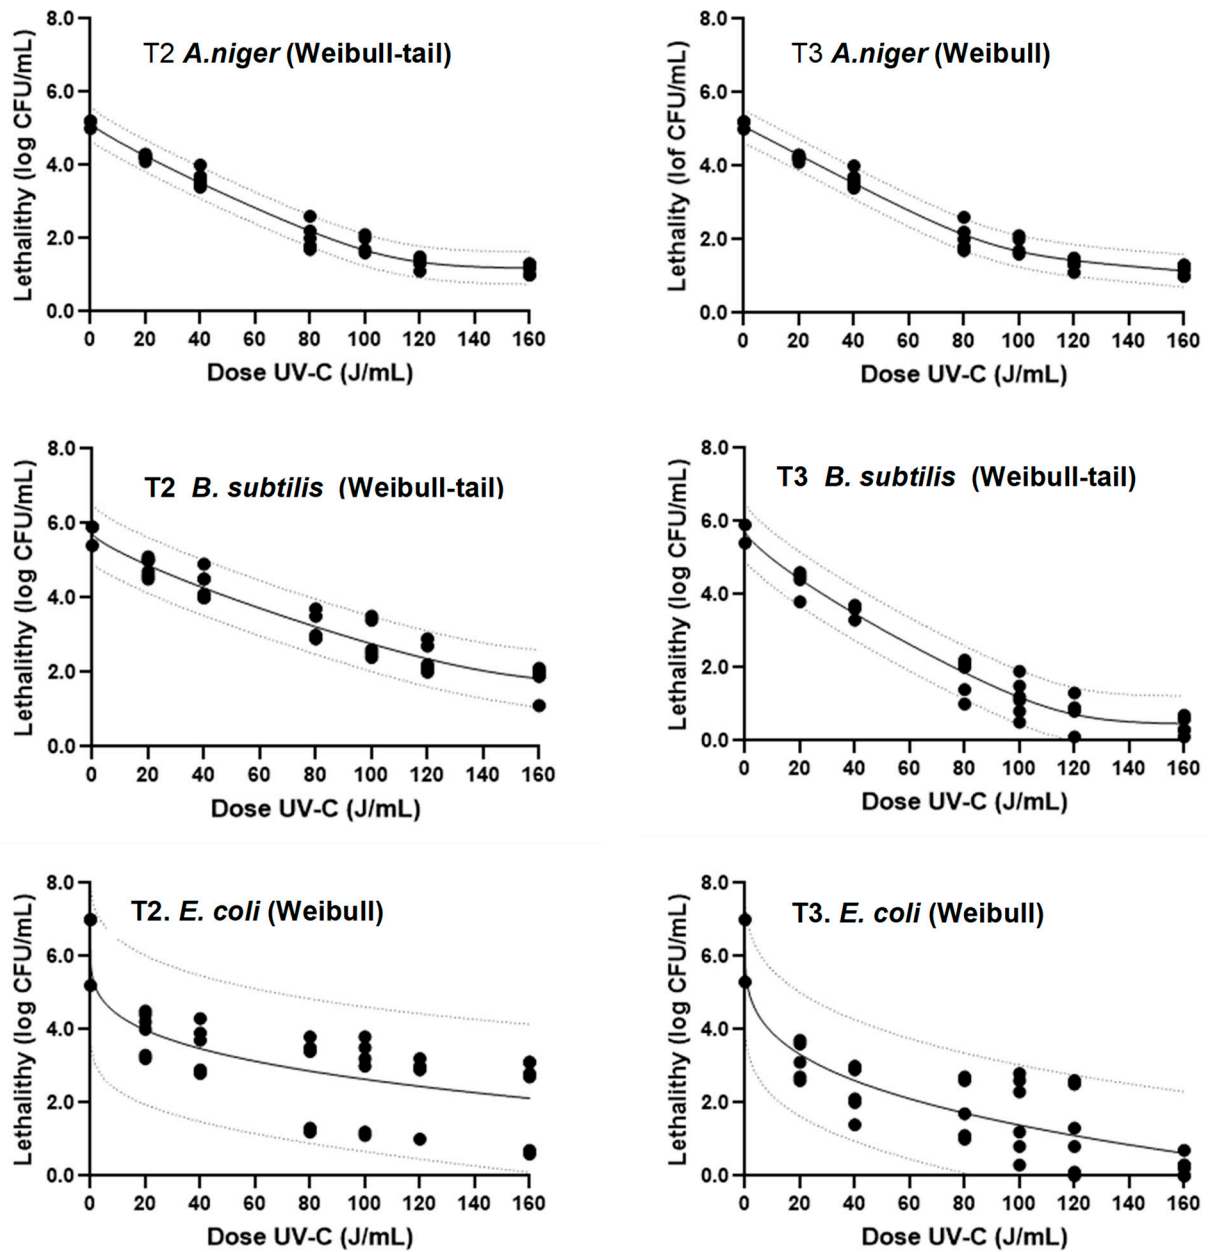 T2 A.niger (Weibull-tail)
Lethalithy (log CFU/mL)
8.0
6.0
4.0
2.0
0.0
0 20 40 60 80 100 120 140 160
Dose UV-C (J/mL)
T3 A.niger (Weibull)
Lethality (lof CFU/mL)
8.0
6.0
4.0
2.0
0.0
0 20 40 60 80 100 120 140 160
Dose UV-C (J/mL)
T2 B. subtilis (Weibull-tail)
Lethalithy (log CFU/mL)
8.0
6.0
4.0
2.0
0.0
0 20 40 60 80 100 120 140 160
Dose UV-C (J/mL)
T3 B. subtilis (Weibull-tail)
Lethalithy (log CFU/mL)
8.0
6.0
4.0
2.0
0.0
0 20 40 60 80 100 120 140 160
Dose UV-C (J/mL)
T2. E. coli (Weibull)
Lethalithy (log CFU/mL)
8.0
6.0
4.0
2.0
0.0
0 20 40 60 80 100 120 140 160
Dose UV-C (J/mL)
T3. E. coli (Weibull)
Lethalithy (log CFU/mL)
8.0
6.0
4.0
2.0
0.0
0 20 40 60 80 100 120 140 160
Dose UV-C (J/mL)